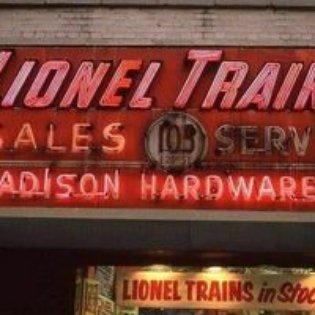 LIONEL TRAIN
SALES SERV
ADISON HARDWARE
LIONEL TRAINS in Stoc